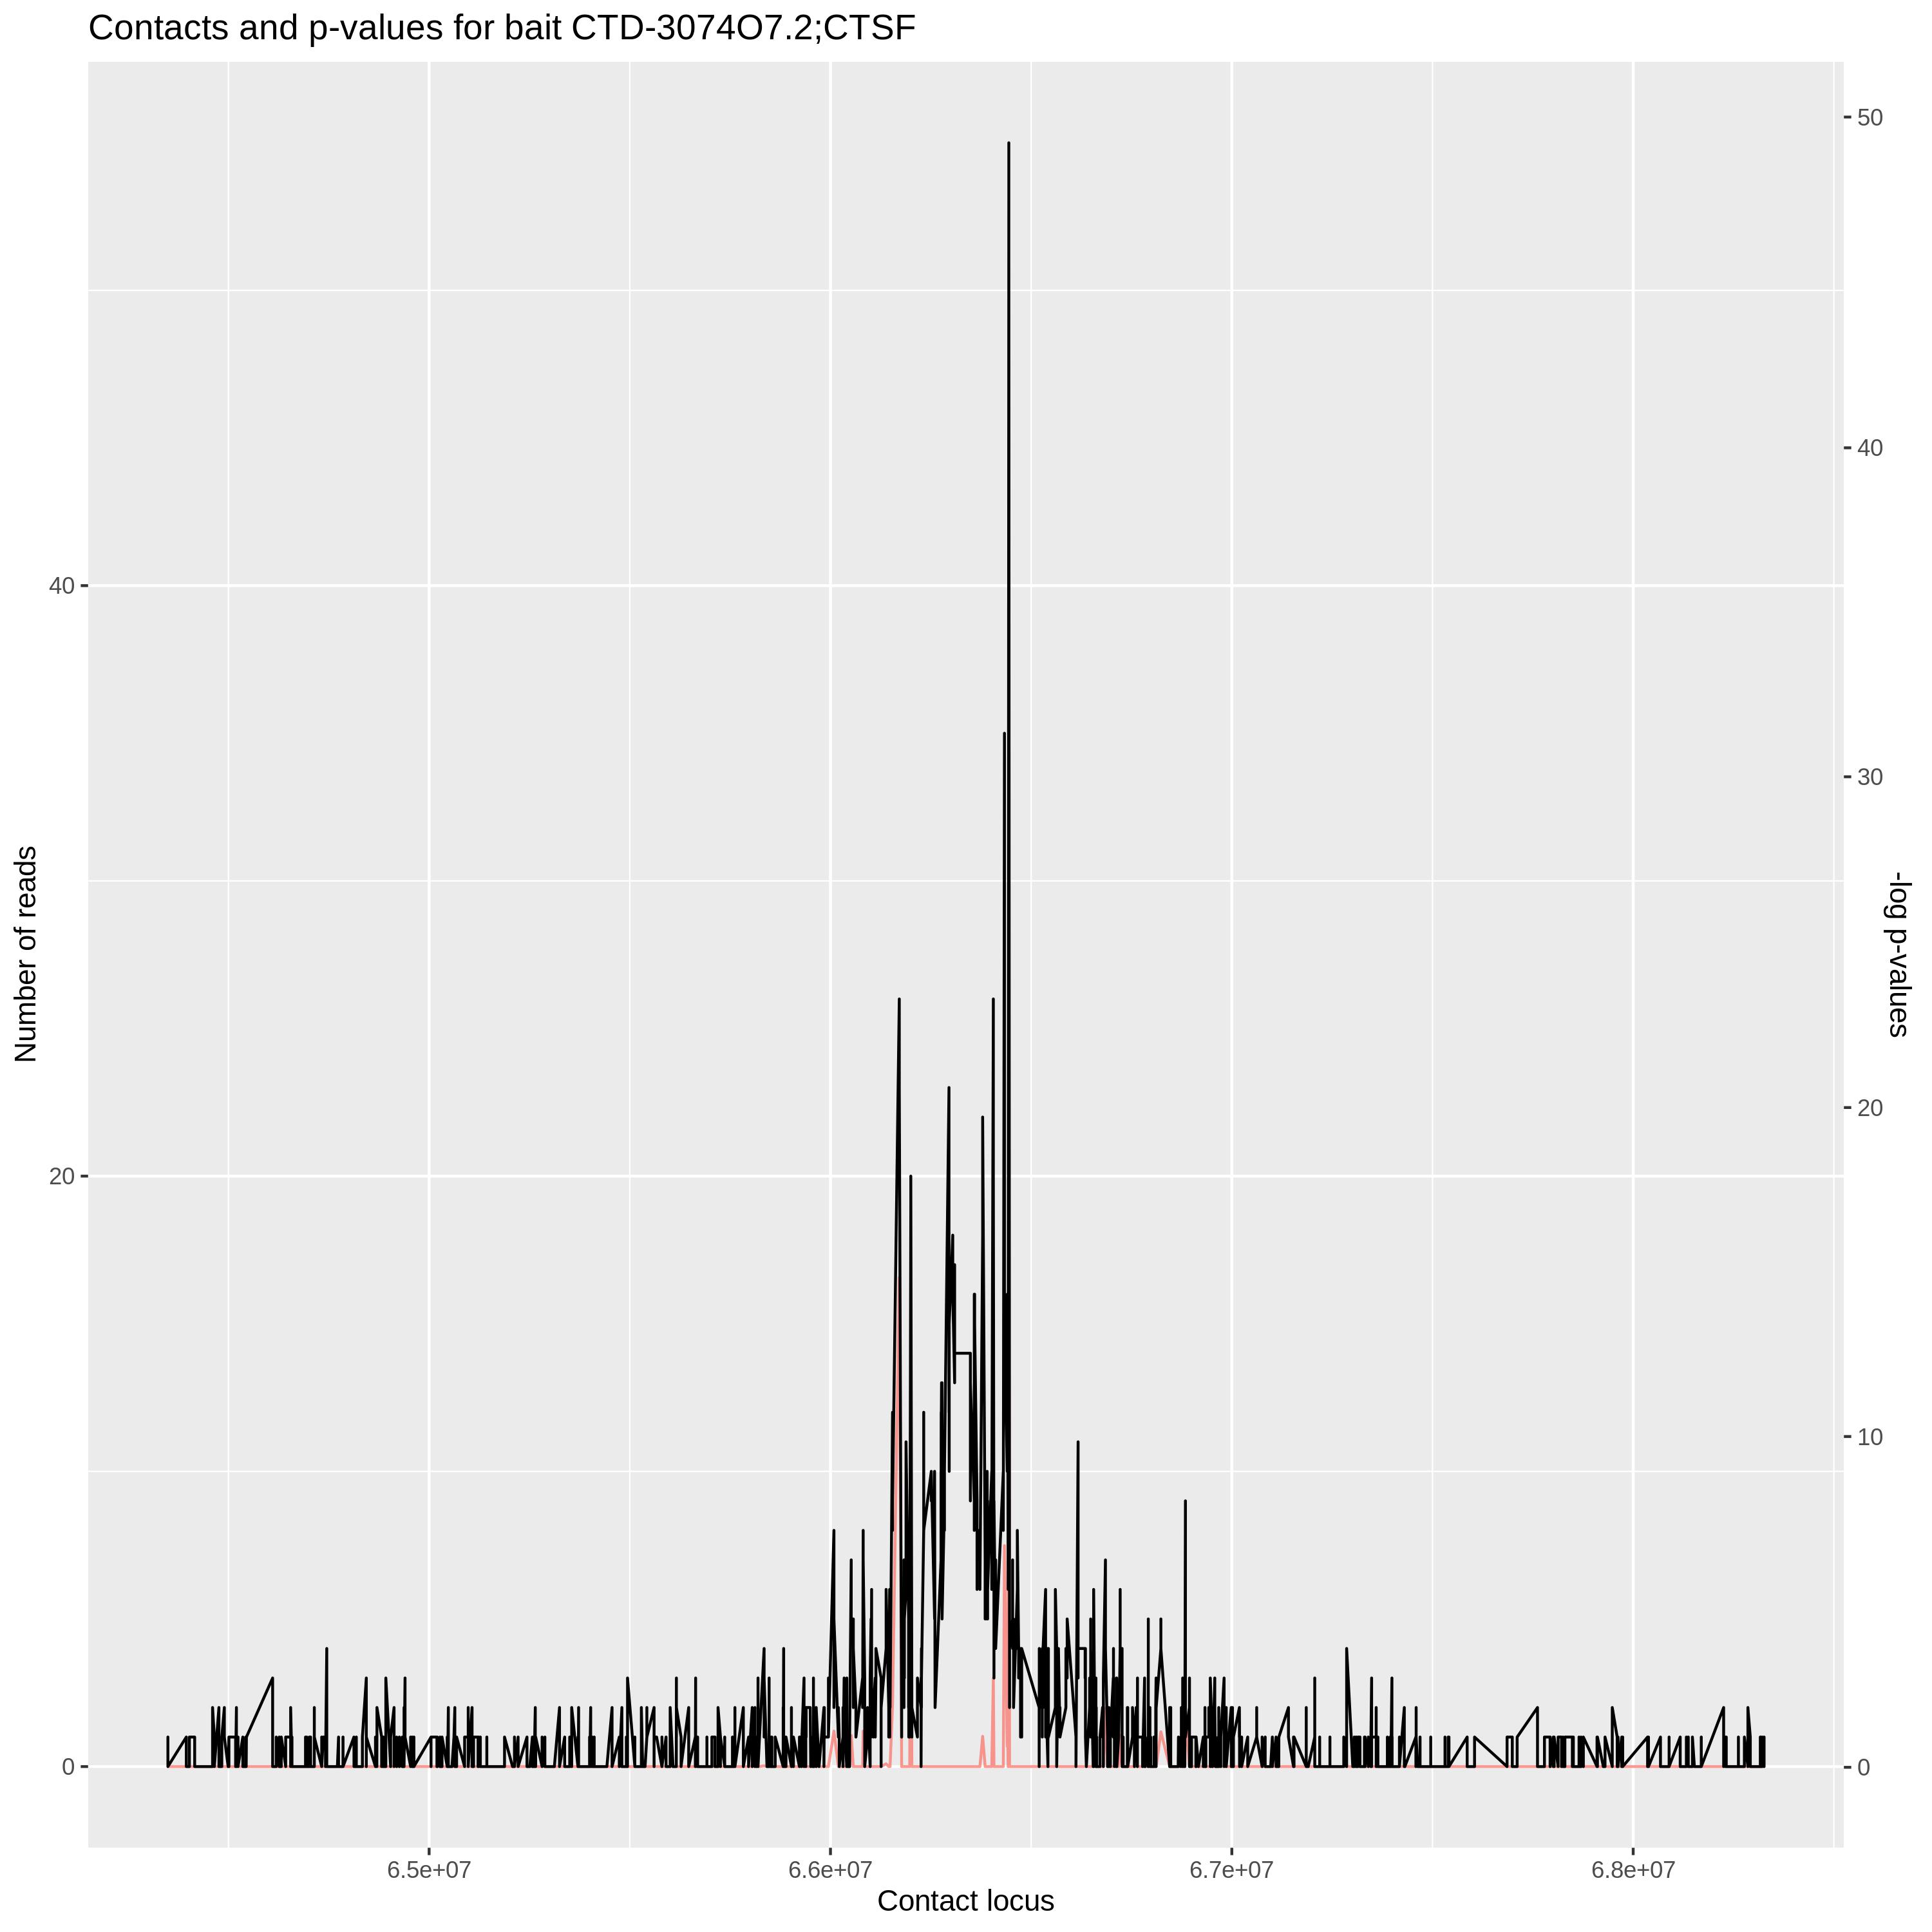 Contacts and p-values for bait CTD-3074O7.2;CTSF
Number of reads
40
20
0
50
40
30
20
10
0
-log p-values
6.5e+07
6.6e+07
6.7e+07
6.8e+07
Contact locus